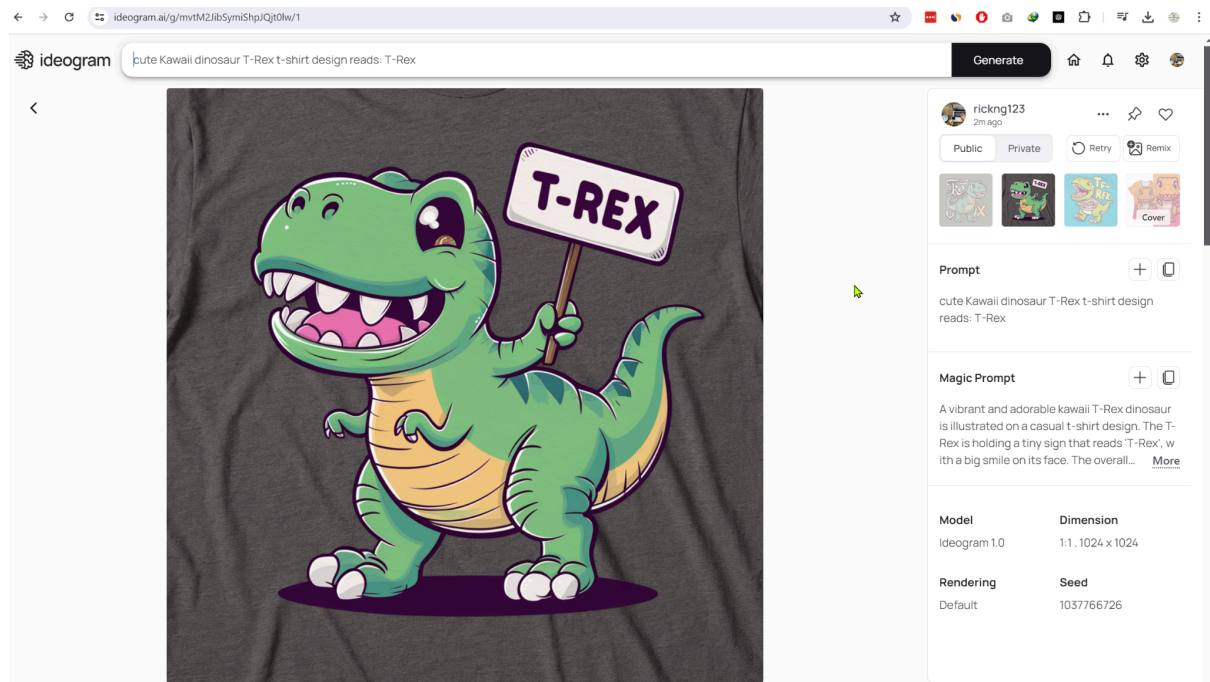 ideogram.ai/g/mvtM2JibSymiShpJQjt0lw/1
ideogram
cute Kawaii dinosaur T-Rex t-shirt design reads: T-Rex
Generate
T-REX
rickng123
2m ago
Public
Private
Retry
Remix
T-REX
T-REX
Cover
Prompt
cute Kawaii dinosaur T-Rex t-shirt design
reads: T-Rex
Magic Prompt
A vibrant and adorable kawaii T-Rex dinosaur
is illustrated on a casual t-shirt design. The T-
Rex is holding a tiny sign that reads 'T-Rex', w
ith a big smile on its face. The overall... More
Model
Dimension
Ideogram 1.0
1:1 . 1024 x 1024
Rendering
Seed
Default
1037766726